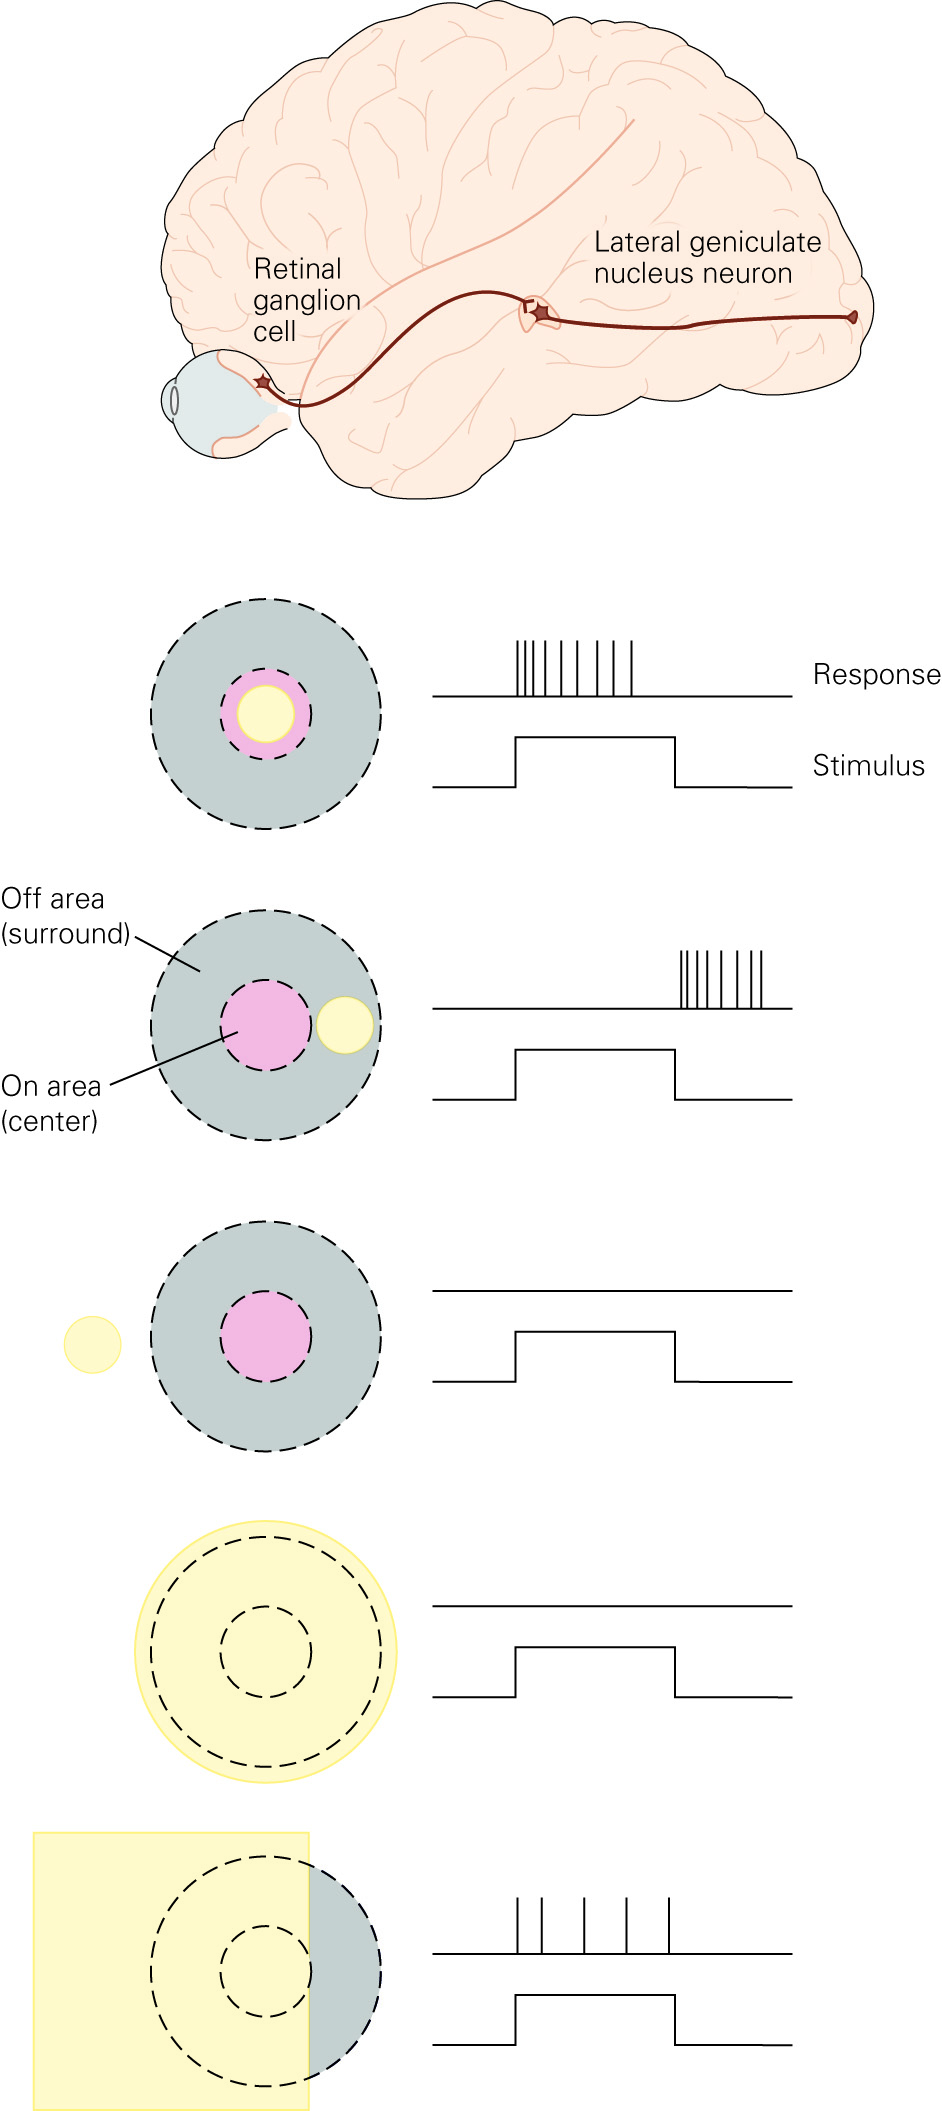 Lateral geniculate
nucleus neuron
Retinal
ganglion
cell
Response
Stimulus
Off area
(surround)
On area
(center)